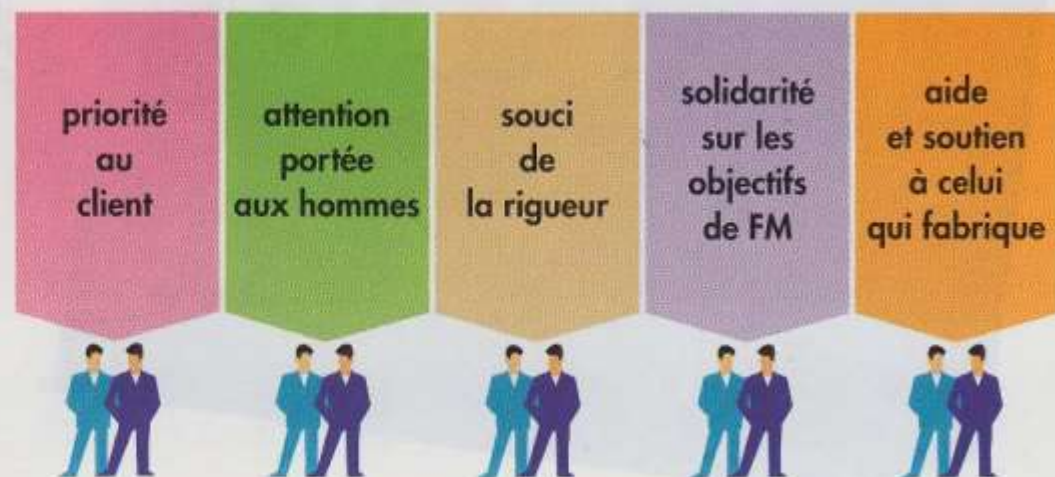 priorité
au
client
attention
portée
aux hommes
souci
de
la rigueur
solidarité
sur les
objectifs
de FM
aide
et soutien
à celui
qui fabrique